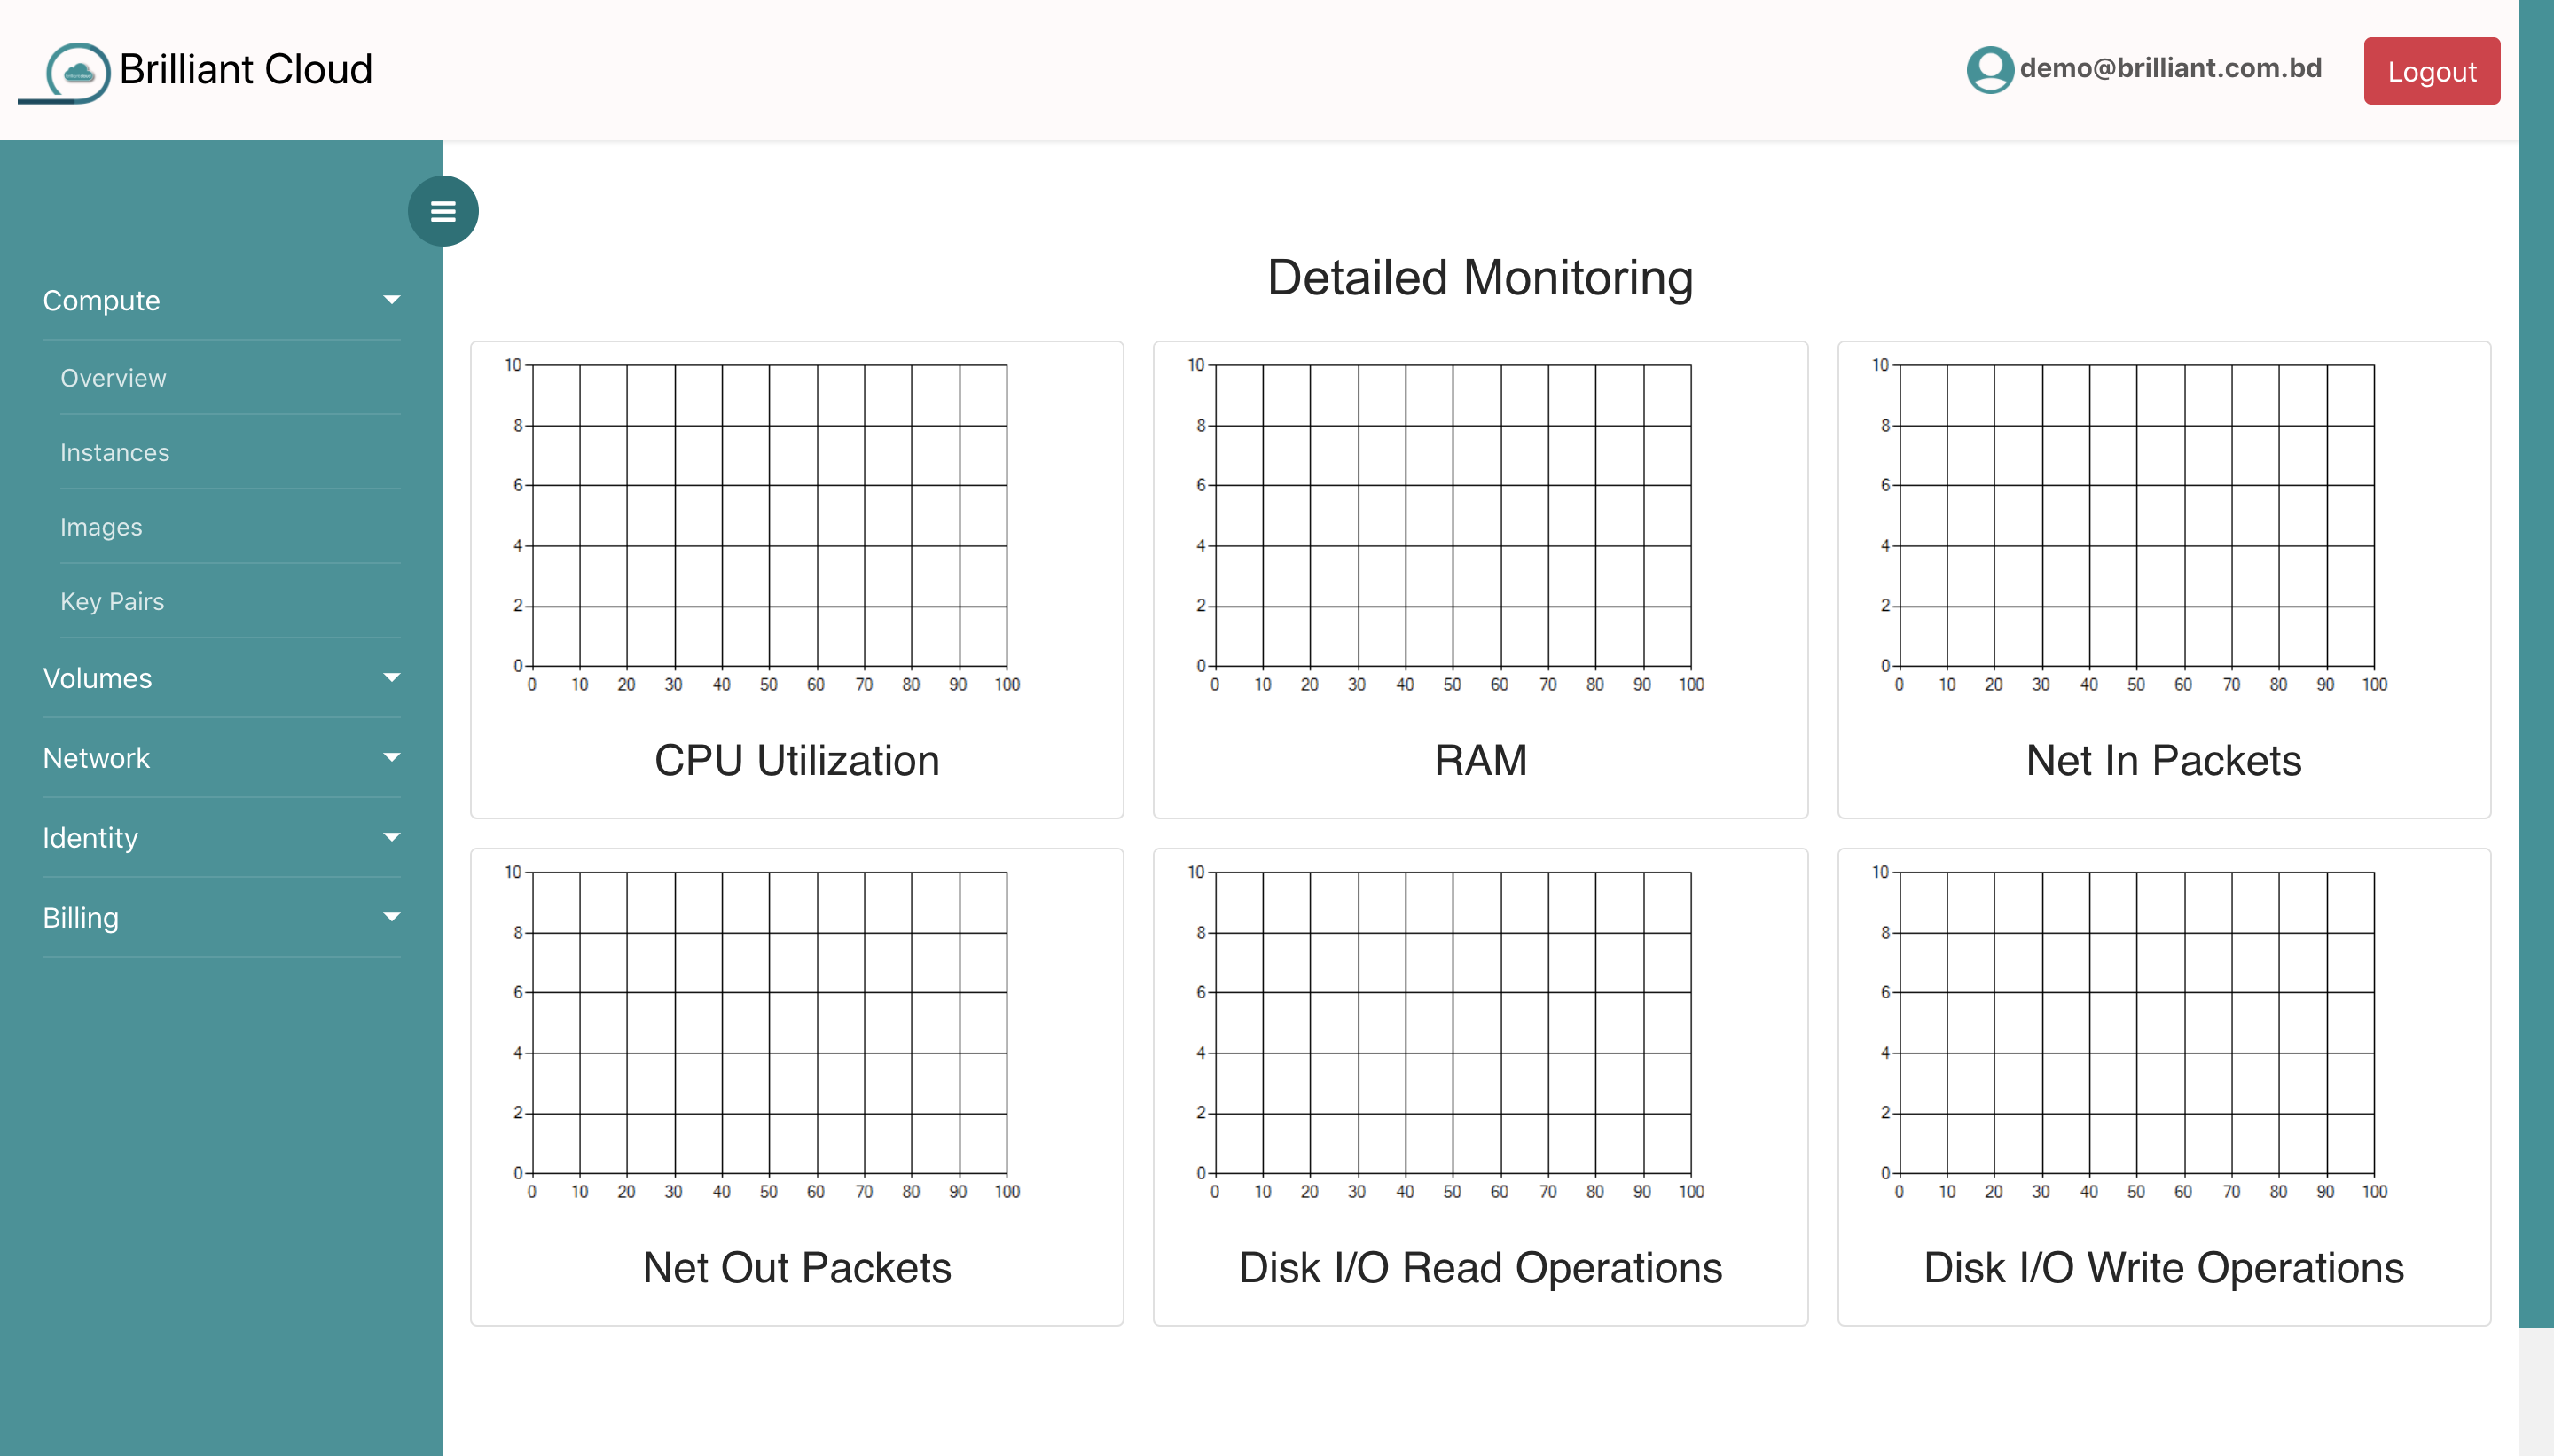 Brilliant Cloud
demo@brilliant.com.bd
Logout
Compute
Overview
Instances
Images
Key Pairs
Volumes
Network
Identity
Billing
Detailed Monitoring
10
8
6
4
2
0
0 10 20 30 40 50 60 70 80 90 100
CPU Utilization
10
8
6
4
2
0
0 10 20 30 40 50 60 70 80 90 100
RAM
10
8
6
4
2
0
0 10 20 30 40 50 60 70 80 90 100
Net In Packets
10
8
6
4
2
0
0 10 20 30 40 50 60 70 80 90 100
Net Out Packets
10
8
6
4
2
0
0 10 20 30 40 50 60 70 80 90 100
Disk I/O Read Operations
10
8
6
4
2
0
0 10 20 30 40 50 60 70 80 90 100
Disk I/O Write Operations